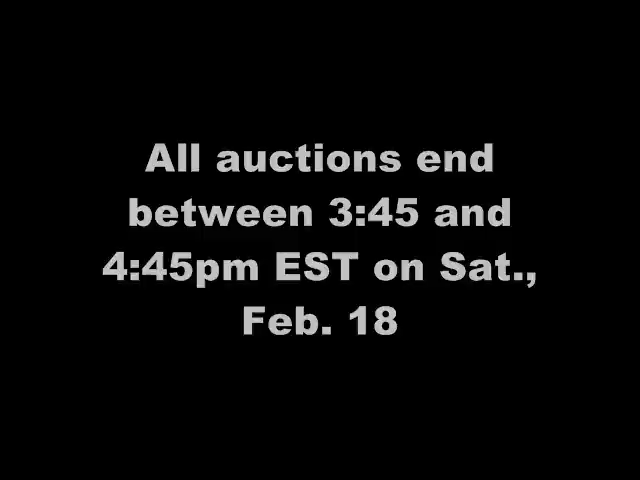 All auctions end
between 3:45 and
4:45pm EST on Sat.,
Feb. 18